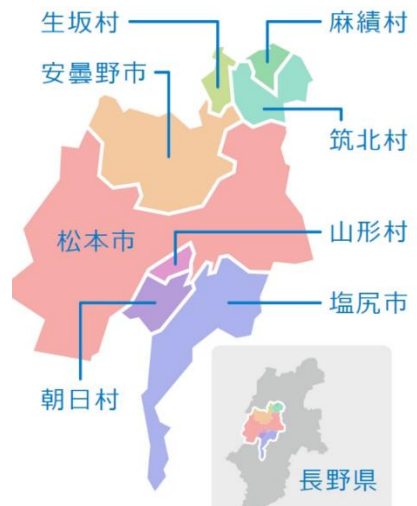 生坂村
麻績村
安曇野市
筑北村
松本市
山形村
塩尻市
朝日村
長野県